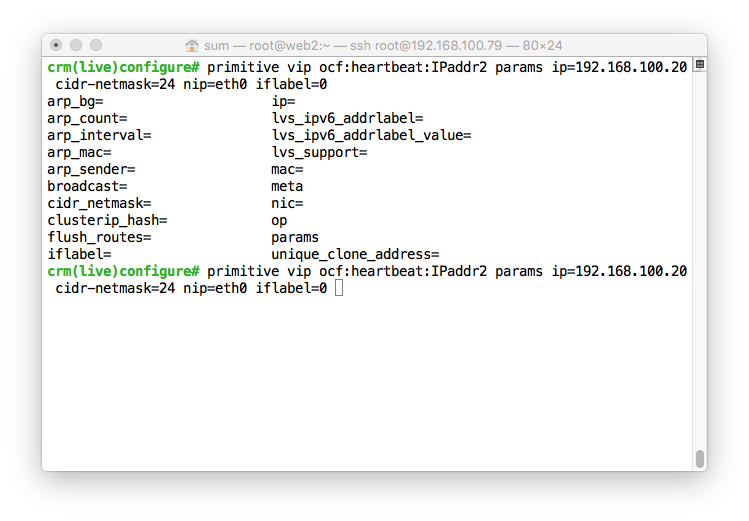 sum — root@web2:~ — ssh root@192.168.100.79 — 80×24
crm(live)configure# primitive vip ocf:heartbeat:IPaddr2 params ip=192.168.100.20
 cidr-netmask=24 nip=eth0 iflabel=0
arp_bg=                     ip=
arp_count=                  lvs_ipv6_addrlabel=
arp_interval=               lvs_ipv6_addrlabel_value=
arp_mac=                    lvs_support=
arp_sender=                 mac=
broadcast=                  meta
cidr_netmask=               nic=
clusterip_hash=             op
flush_routes=               params
iflabel=                    unique_clone_address=
crm(live)configure# primitive vip ocf:heartbeat:IPaddr2 params ip=192.168.100.20
 cidr-netmask=24 nip=eth0 iflabel=0